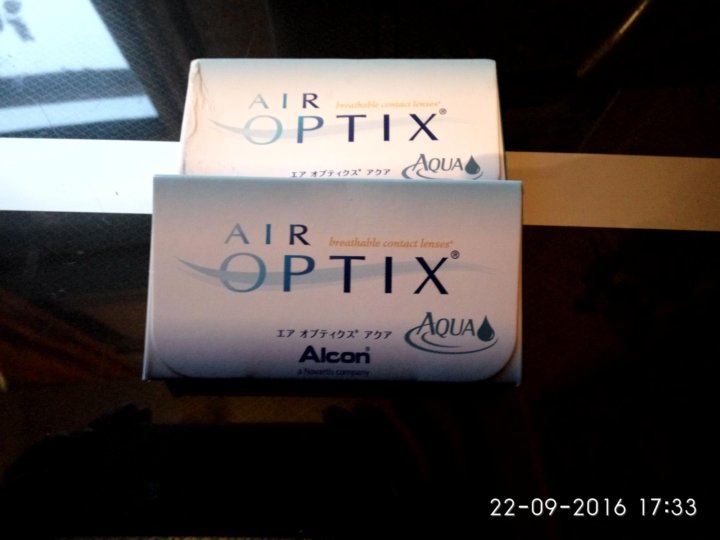 AIR breathable contact lenses*
OPTIX®
エア オプティクス® アクア AQUA
AIR breathable contact lenses*
OPTIX®
エア オプティクス® アクア AQUA
Alcon®
a Novartis company
22-09-2016 17:33